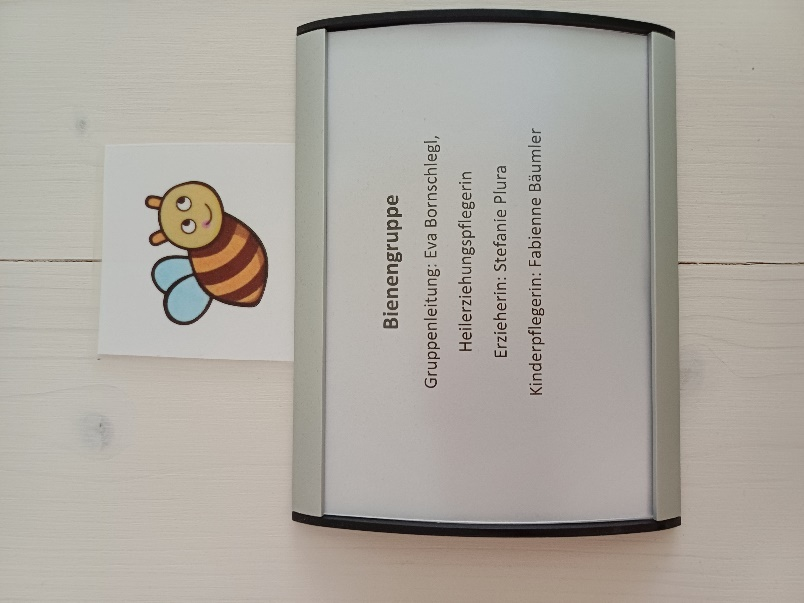 Bienengruppe
Gruppenleitung: Eva Bornschlegl,
Heilerziehungspflegerin
Erzieherin: Stefanie Plura
Kinderpflegerin: Fabienne Bäumler